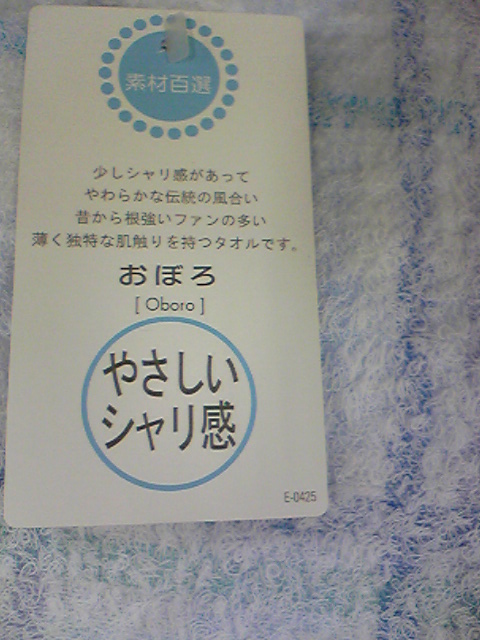 素材百選
少しシャリ感があって
やわらかな伝統の風合い
昔から根強いファンの多い
薄く独特な肌触りを持つタオルです。
おぼろ
[ Oboro ]
やさしい
シャリ感
E-0425